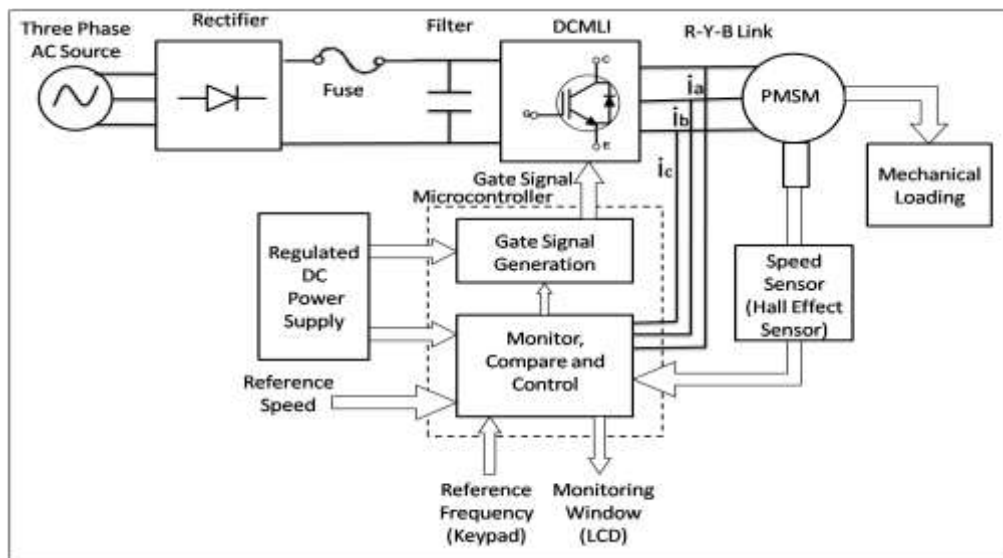 Three Phase
AC Source
Rectifier
Fuse
Filter
DCMLI
C
G
E
R-Y-B Link
ia
ib
ic
PMSM
Mechanical
Loading
Gate Signal
Microcontroller
Gate Signal
Generation
Regulated
DC
Power
Supply
Speed
Sensor
(Hall Effect
Sensor)
Monitor,
Compare and
Control
Reference
Speed
Reference
Frequency
(Keypad)
Monitoring
Window
(LCD)